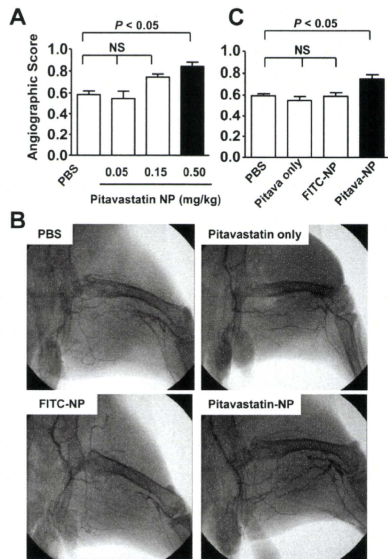 A
P < 0.05
NS
Angiographic Score
1.0
0.8
0.6
0.4
0.2
0
PBS
0.05
0.15
0.50
Pitavastatin NP (mg/kg)
C
P < 0.05
NS
1.0
0.8
0.6
0.4
0.2
0
PBS
Pitava only
FITC-NP
Pitava-NP
B
PBS
Pitavastatin only
FITC-NP
Pitavastatin-NP